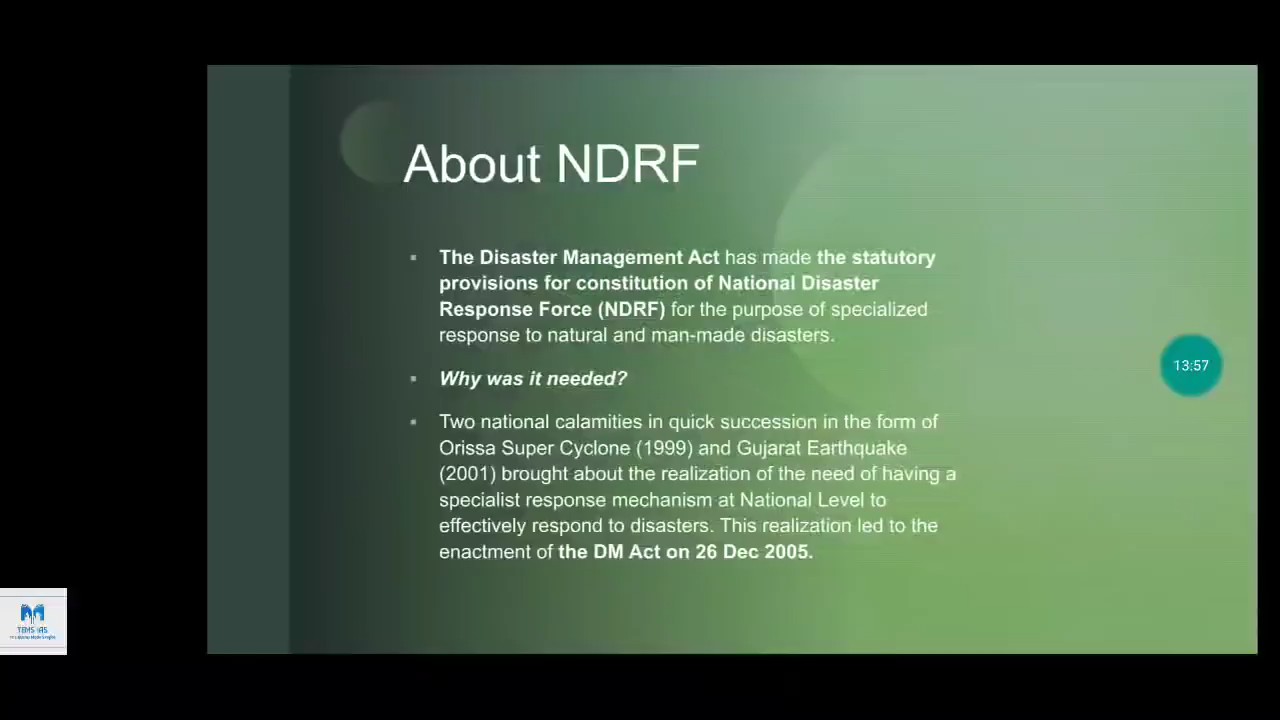 About NDRF
The Disaster Management Act has made the statutory
provisions for constitution of National Disaster
Response Force (NDRF) for the purpose of specialized
response to natural and man-made disasters.
Why was it needed?
Two national calamities in quick succession in the form of
Orissa Super Cyclone (1999) and Gujarat Earthquake
(2001) brought about the realization of the need of having a
specialist response mechanism at National Level to
effectively respond to disasters. This realization led to the
enactment of the DM Act on 26 Dec 2005.
13:57